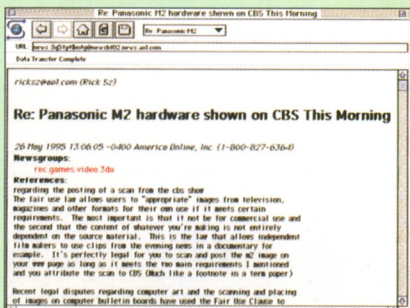 Re: Panasonic M2 hardware shown on CBS This Morning
Re: Panasonic M2
URL
Data Transfer Complete
ricksz@aol.com (Rick Sz)
Re: Panasonic M2 hardware shown on CBS This Morning
26 May 1995 13:06:05 -0400 America Online, Inc. (1-800-827-6364)
Newsgroups:
rec.games.video.3do
References:
regarding the posting of a scan from the cbs show
The fair use law allows users to "appropriate" images from television,
magazines and other formats for their own use if it meets certain
requirements. The most important is that it not be for commercial use and
the second that the content of whatever you're making is not entirely
dependent on the source material. This is the law that allows independent
film makers to use clips from the evening news in a documentary for
example. It's perfectly legal for you to scan and post the m2 image on
your www page as long as it meets the two main requirements I mentioned
and you attribute the scan to CBS (Much like a footnote in a term paper)
Recent legal disputes regarding computer art and the scanning and placing
of images on computer bulletin boards have used the Fair Use Clause to